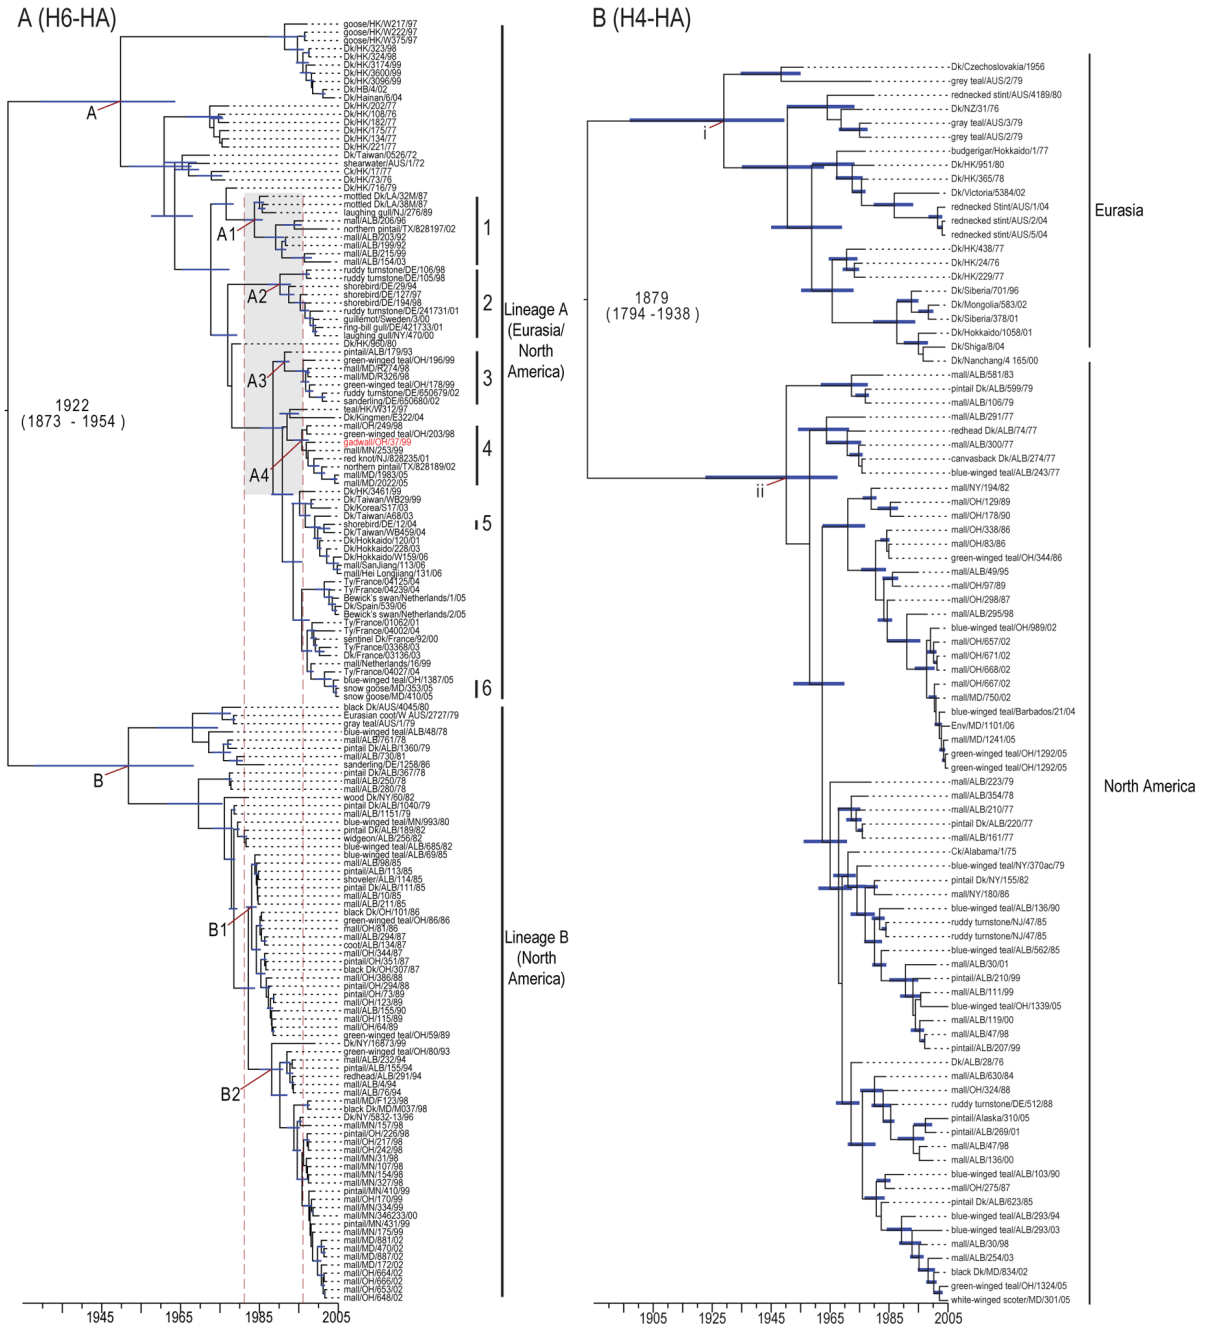 A (H6-HA)
goose/HK/W217/97
goose/HK/W222/97
goose/HK/W375/97
Dk/HK/323/98
Dk/HK/324/98
Dk/HK/3174/99
Dk/HK/3600/99
Dk/HK/3096/99
Dk/HB/4/02
Dk/Hainan/6/04
Dk/HK/202/77
Dk/HK/108/76
Dk/HK/182/77
Dk/HK/175/77
Dk/HK/134/77
Dk/HK/221/77
Dk/Taiwan/0526/72
shearwater/AUS/1/72
Ck/HK/17/77
Dk/HK/73/76
Dk/HK/716/79
mottled Dk/LA/32M/87
mottled Dk/LA/38M/87
laughing gull/NJ/276/89
mall/ALB/206/96
northern pintail/TX/828197/02
mall/ALB/203/92
mall/ALB/199/92
mall/ALB/215/99
mall/ALB/154/03
ruddy turnstone/DE/106/98
ruddy turnstone/DE/105/98
shorebird/DE/29/94
shorebird/DE/127/97
shorebird/DE/194/98
ruddy turnstone/DE/241731/01
guillemot/Sweden/3/00
ring-bill gull/DE/421733/01
laughing gull/NY/470/00
Dk/HK/960/80
pintail/ALB/179/93
green-winged teal/OH/196/99
mall/MD/R274/98
mall/MD/R326/98
green-winged teal/OH/178/99
ruddy turnstone/DE/650679/02
sanderling/DE/650680/02
teal/HK/W312/97
Dk/Kingmen/E322/04
mall/OH/249/98
green-winged teal/OH/203/98
gadwall/OH/37/99
mall/MN/253/99
red knot/NJ/828235/01
northern pintail/TX/828189/02
mall/MD/1983/05
mall/MD/2022/05
Dk/HK/3461/99
Dk/Taiwan/WB29/99
Dk/Korea/S17/03
Dk/Taiwan/A68/03
shorebird/DE/12/04
Dk/Taiwan/WB459/04
Dk/Hokkaido/120/01
Dk/Hokkaido/228/03
Dk/Hokkaido/W159/06
mall/SanJiang/113/06
mall/Hei Longjiang/131/06
Ty/France/04125/04
Ty/France/04239/04
Bewick's swan/Netherlands/1/05
Dk/Spain/539/06
Bewick's swan/Netherlands/2/05
Ty/France/01062/01
Ty/France/04002/04
sentinel Dk/France/92/00
Ty/France/03368/03
Dk/France/03136/03
mall/Netherlands/16/99
Ty/France/04027/04
blue-winged teal/OH/1387/05
snow goose/MD/353/05
snow goose/MD/410/05
black Dk/AUS/4045/80
Eurasian coot/W AUS/2727/79
gray teal/AUS/1/79
blue-winged teal/ALB/48/78
mall/ALB/761/78
pintail Dk/ALB/1360/79
mall/ALB/730/81
sanderling/DE/1258/86
pintail Dk/ALB/367/78
mall/ALB/250/78
mall/ALB/280/78
wood Dk/NY/60/82
pintail Dk/ALB/1040/79
mall/ALB/1151/79
blue-winged teal/MN/993/80
pintail Dk/ALB/189/82
widgeon/ALB/256/82
blue-winged teal/ALB/685/82
blue-winged teal/ALB/69/85
mall/ALB/98/85
pintail/ALB/113/85
shoveler/ALB/114/85
pintail Dk/ALB/111/85
mall/ALB/10/85
mall/ALB/211/85
black Dk/OH/101/86
green-winged teal/OH/86/86
mall/OH/81/86
mall/ALB/294/87
coot/ALB/134/87
mall/OH/344/87
pintail/OH/351/87
black Dk/OH/307/87
mall/OH/386/88
pintail/OH/294/88
pintail/OH/73/89
mall/OH/123/89
mall/ALB/155/90
mall/OH/115/89
mall/OH/64/89
green-winged teal/OH/59/89
Dk/NY/16873/99
green-winged teal/OH/80/93
mall/ALB/232/94
pintail/ALB/155/94
redhead/ALB/291/94
mall/ALB/4/94
mall/ALB/76/94
mall/MD/F123/98
black Dk/MD/M037/98
Dk/NY/5832-13/96
mall/MN/157/98
pintail/OH/226/98
mall/OH/217/98
mall/OH/242/98
mall/MN/31/98
mall/MN/107/98
mall/MN/154/98
mall/MN/327/98
pintail/MN/410/99
mall/OH/170/99
mall/MN/334/99
mall/MN/346233/00
pintail/MN/431/99
mall/MN/175/99
mall/MD/881/02
mall/MD/470/02
mall/MD/887/02
mall/MD/172/02
mall/OH/664/02
mall/OH/666/02
mall/OH/653/02
mall/OH/648/02
A
A1
A2
A3
A4
B
B1
B2
1922
(1873 - 1954 )
1
2
3
4
5
6
Lineage A
(Eurasia/
North
America)
Lineage B
(North
America)
1945 1965 1985 2005
B (H4-HA)
Dk/Czechoslovakia/1956
grey teal/AUS/2/79
rednecked stint/AUS/4189/80
Dk/NZ/31/76
gray teal/AUS/3/79
grey teal/AUS/2/79
budgerigar/Hokkaido/1/77
Dk/HK/951/80
Dk/HK/365/78
Dk/Victoria/5384/02
rednecked Stint/AUS/1/04
rednecked stint/AUS/2/04
rednecked stint/AUS/5/04
Dk/HK/438/77
Dk/HK/24/76
Dk/HK/229/77
Dk/Siberia/701/96
Dk/Mongolia/583/02
Dk/Siberia/378/01
Dk/Hokkaido/1058/01
Dk/Shiga/8/04
Dk/Nanchang/4 165/00
mall/ALB/581/83
pintail Dk/ALB/599/79
mall/ALB/106/79
mall/ALB/291/77
redhead Dk/ALB/74/77
mall/ALB/300/77
canvasback Dk/ALB/274/77
blue-winged teal/ALB/243/77
mall/NY/194/82
mall/OH/129/89
mall/OH/178/90
mall/OH/338/86
mall/OH/83/86
green-winged teal/OH/344/86
mall/ALB/49/95
mall/OH/97/89
mall/OH/298/87
mall/ALB/295/98
blue-winged teal/OH/989/02
mall/OH/657/02
mall/OH/671/02
mall/OH/668/02
mall/OH/667/02
mall/MD/750/02
blue-winged teal/Barbados/21/04
Env/MD/1101/06
mall/MD/1241/05
green-winged teal/OH/1292/05
green-winged teal/OH/1292/05
mall/ALB/223/79
mall/ALB/354/78
mall/ALB/210/77
pintail Dk/ALB/220/77
mall/ALB/161/77
Ck/Alabama/1/75
blue-winged teal/NY/370ac/79
pintail Dk/NY/155/82
mall/NY/180/86
blue-winged teal/ALB/136/90
ruddy turnstone/NJ/47/85
ruddy turnstone/NJ/47/85
blue-winged teal/ALB/562/85
mall/ALB/30/01
pintail/ALB/210/99
mall/ALB/111/99
blue-winged teal/OH/1339/05
mall/ALB/119/00
mall/ALB/47/98
pintail/ALB/207/99
Dk/ALB/28/76
mall/ALB/630/84
mall/OH/324/88
ruddy turnstone/DE/512/88
pintail/Alaska/310/05
pintail/ALB/269/01
mall/ALB/47/98
mall/ALB/136/00
blue-winged teal/ALB/103/90
mall/OH/275/87
pintail Dk/ALB/623/85
blue-winged teal/ALB/293/94
blue-winged teal/ALB/293/03
mall/ALB/30/98
mall/ALB/254/03
black Dk/MD/834/02
green-winged teal/OH/1324/05
white-winged scoter/MD/301/05
i
ii
1879
(1794 -1938 )
Eurasia
North America
1905 1925 1945 1965 1985 2005